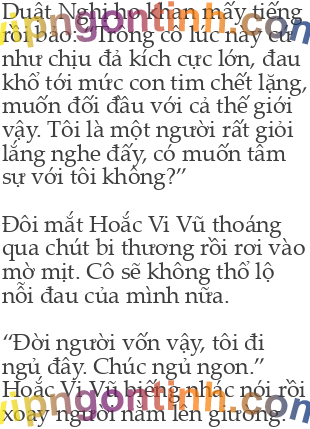 Duật Nghị ho khan mấy tiếng
rồi bảo: “Trông cô lúc này cứ
như chịu đả kích cực lớn, đau
khổ tới mức con tim chết lặng,
muốn đối đầu với cả thế giới
vậy. Tôi là một người rất giỏi
lắng nghe đấy, có muốn tâm
sự với tôi không?”
Đôi mắt Hoắc Vi Vũ thoáng
qua chút bi thương rồi rơi vào
mờ mịt. Cô sẽ không thổ lộ
nỗi đau của mình nữa.
“Đời người vốn vậy, tôi đi
ngủ đây. Chúc ngủ ngon.”
Hoắc Vi Vũ biếng nhác nói rồi
xoay người nằm lên giường.